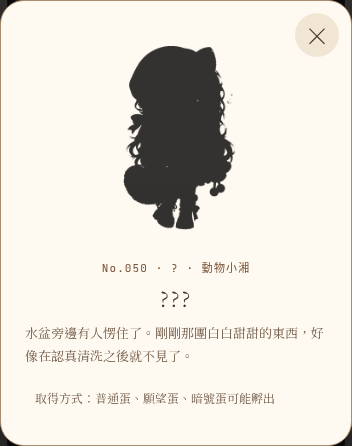 No.050 · ? · 動物小湘
???
水盆旁邊有人愣住了。剛剛那團白白甜甜的東西，好
像在認真清洗之後就不見了。
取得方式：普通蛋、願望蛋、暗號蛋可能孵出